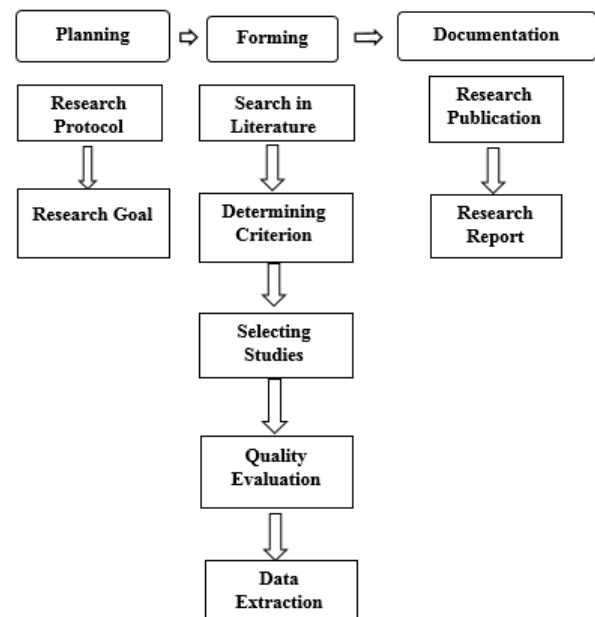 Planning
Forming
Documentation
Research
Protocol
Research Goal
Search in
Literature
Determining
Criterion
Selecting
Studies
Quality
Evaluation
Data
Extraction
Research
Publication
Research
Report